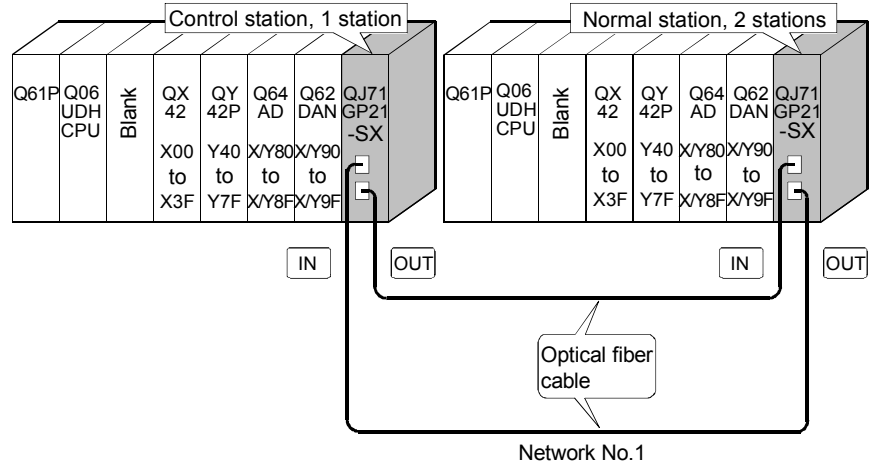 Control station, 1 station
Normal station, 2 stations
Q61P
Q06
UDH
CPU
Blank
QX
42
X00
to
X3F
QY
42P
Y40
to
Y7F
Q64
AD
X/Y80
to
X/Y8F
Q62
DAN
X/Y90
to
X/Y9F
QJ71
GP21
-SX
Q61P
Q06
UDH
CPU
Blank
QX
42
X00
to
X3F
QY
42P
Y40
to
Y7F
Q64
AD
X/Y80
to
X/Y8F
Q62
DAN
X/Y90
to
X/Y9F
QJ71
GP21
-SX
IN
OUT
IN
OUT
Optical fiber
cable
Network No.1